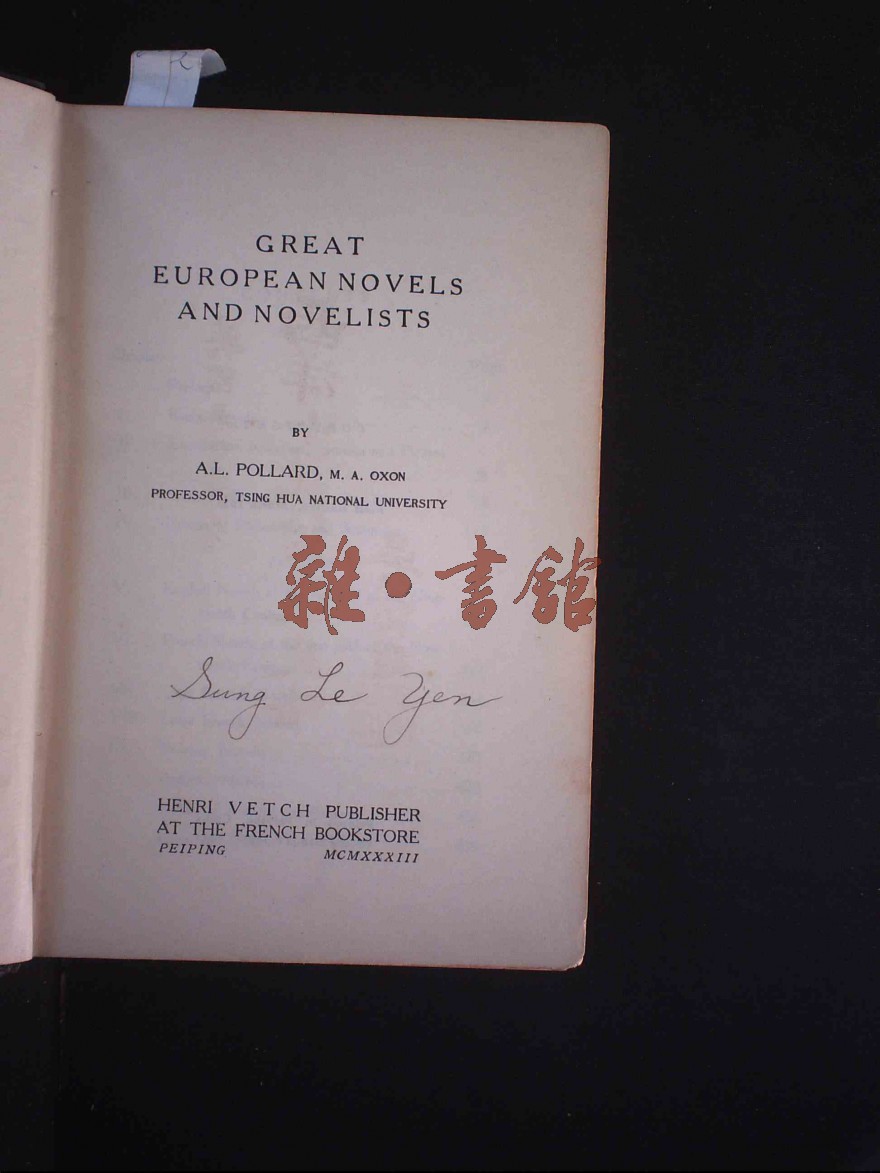 GREAT
EUROPEAN NOVELS
AND NOVELISTS
BY
A.L. POLLARD, M. A. OXON
PROFESSOR, TSING HUA NATIONAL UNIVERSITY
雜•書館
Sung Le Yen
HENRI VETCH PUBLISHER
AT THE FRENCH BOOKSTORE
PEIPING MCMXXXIII